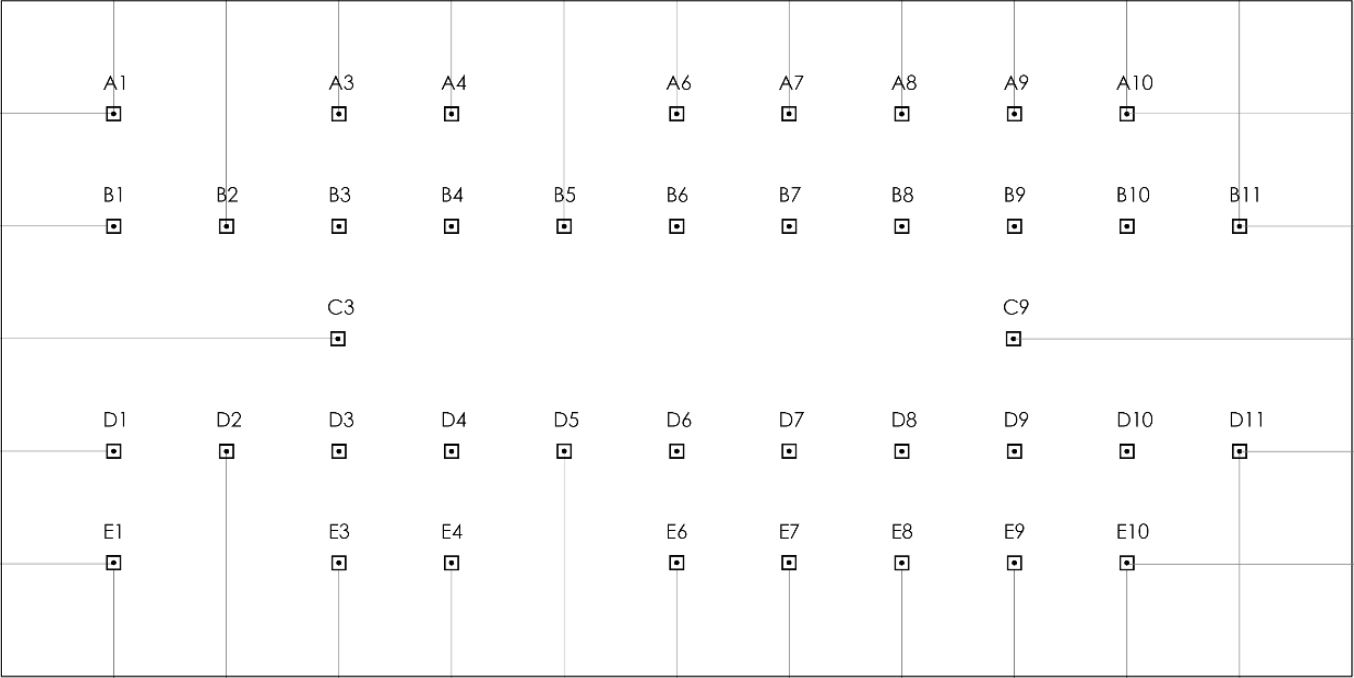 A1 A3 A4 A6 A7 A8 A9 A10
B1 B2 B3 B4 B5 B6 B7 B8 B9 B10 B11
C3 C9
D1 D2 D3 D4 D5 D6 D7 D8 D9 D10 D11
E1 E3 E4 E6 E7 E8 E9 E10